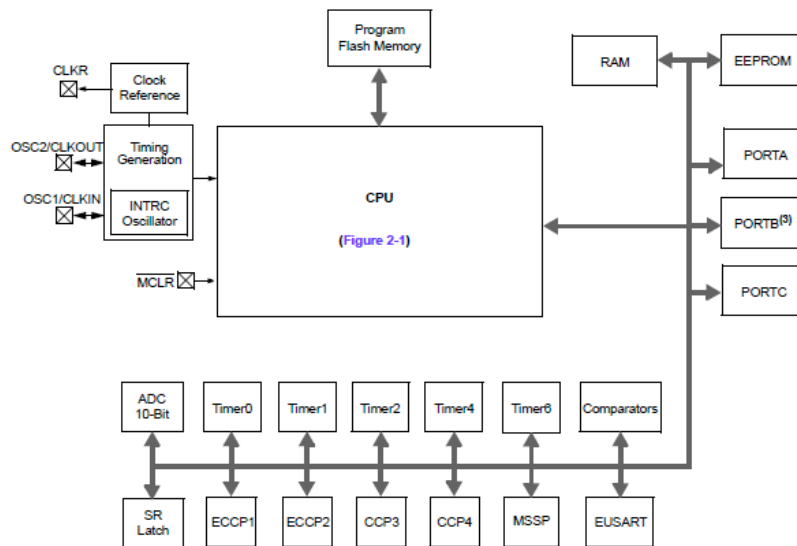 Program
Flash Memory
RAM
EEPROM
CLKR
Clock
Reference
OSC2/CLKOUT
Timing
Generation
PORTA
OSC1/CLKIN
INTRC
Oscillator
CPU
(Figure 2-1)
PORTB(3)
MCLR
PORTC
ADC
10-Bit
Timer0
Timer1
Timer2
Timer4
Timer6
Comparators
SR
Latch
ECCP1
ECCP2
CCP3
CCP4
MSSP
EUSART